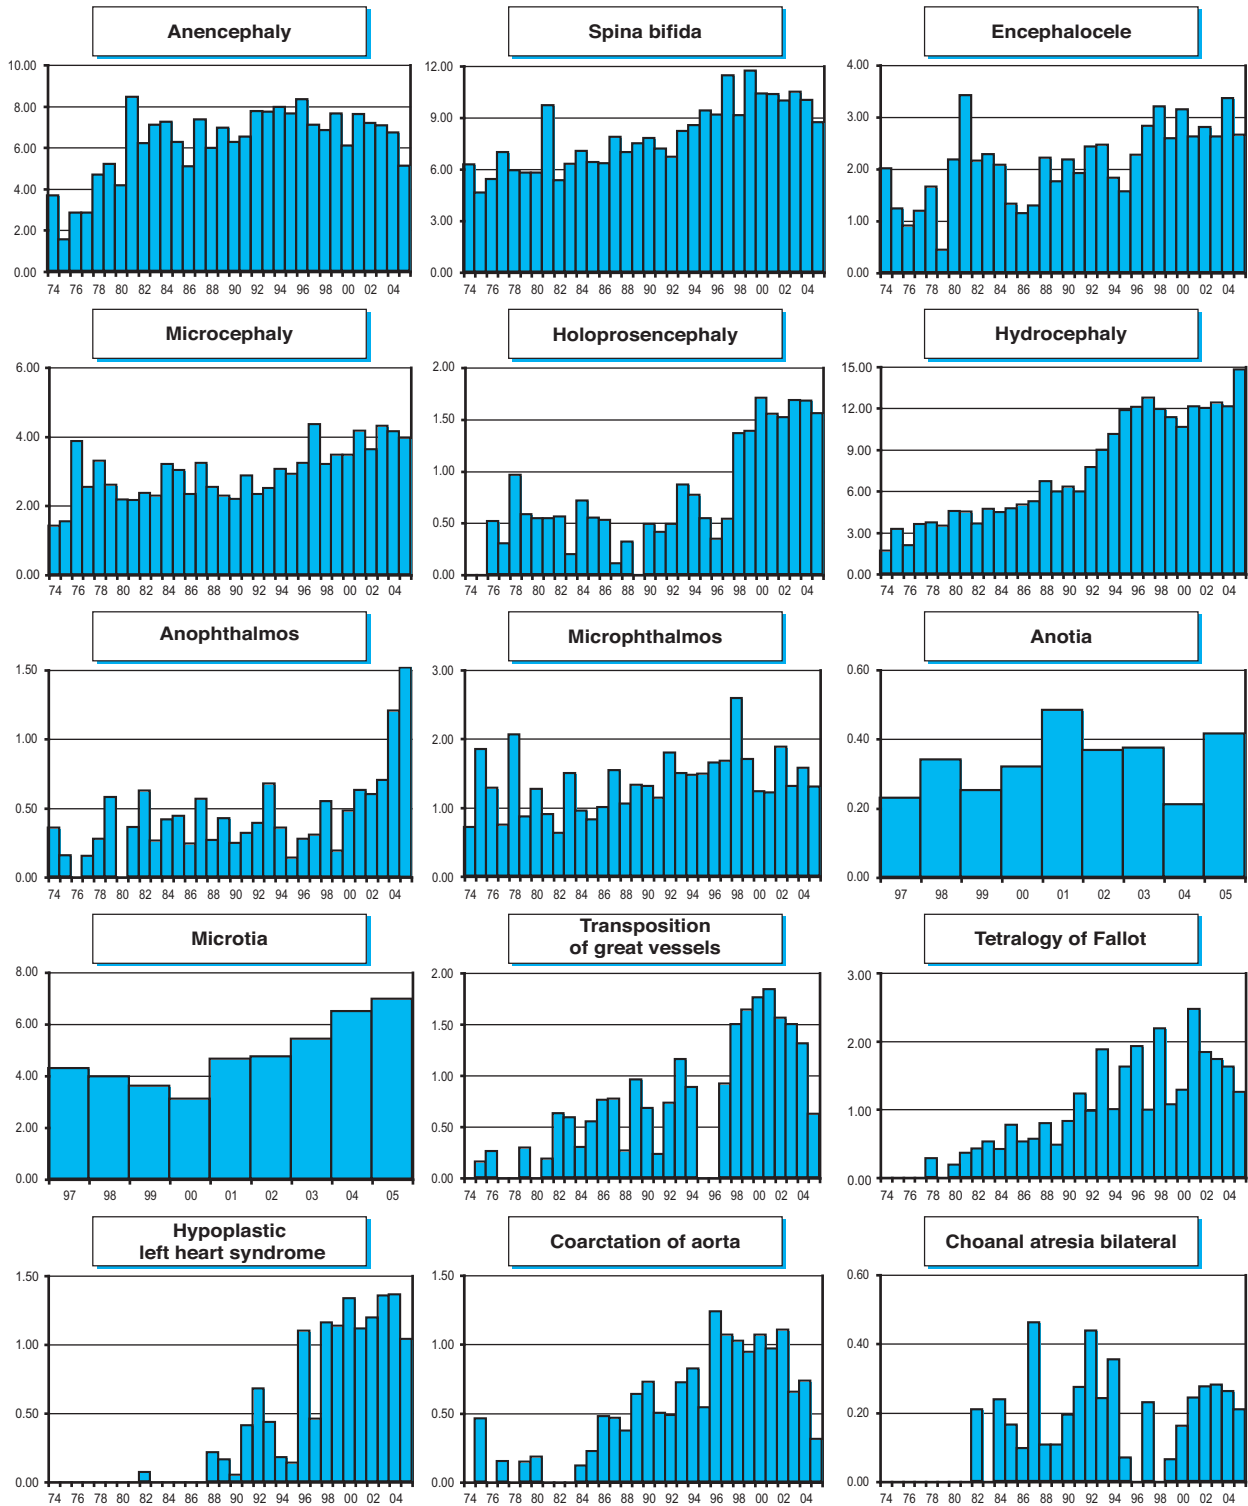 Anencephaly
10.00
8.00
6.00
4.00
2.00
0.00
74 76 78 80 82 84 86 88 90 92 94 96 98 00 02 04
Spina bifida
12.00
9.00
6.00
3.00
0.00
74 76 78 80 82 84 86 88 90 92 94 96 98 00 02 04
Encephalocele
4.00
3.00
2.00
1.00
0.00
74 76 78 80 82 84 86 88 90 92 94 96 98 00 02 04
Microcephaly
6.00
4.00
2.00
0.00
74 76 78 80 82 84 86 88 90 92 94 96 98 00 02 04
Holoprosencephaly
2.00
1.50
1.00
0.50
0.00
74 76 78 80 82 84 86 88 90 92 94 96 98 00 02 04
Hydrocephaly
15.00
12.00
9.00
6.00
3.00
0.00
74 76 78 80 82 84 86 88 90 92 94 96 98 00 02 04
Anophthalmos
1.50
1.00
0.50
0.00
74 76 78 80 82 84 86 88 90 92 94 96 98 00 02 04
Microphthalmos
3.00
2.00
1.00
0.00
74 76 78 80 82 84 86 88 90 92 94 96 98 00 02 04
Anotia
0.60
0.40
0.20
0.00
97 98 99 00 01 02 03 04 05
Microtia
8.00
6.00
4.00
2.00
0.00
97 98 99 00 01 02 03 04 05
Transposition
of great vessels
2.00
1.50
1.00
0.50
0.00
74 76 78 80 82 84 86 88 90 92 94 96 98 00 02 04
Tetralogy of Fallot
3.00
2.00
1.00
0.00
74 76 78 80 82 84 86 88 90 92 94 96 98 00 02 04
Hypoplastic
left heart syndrome
1.50
1.00
0.50
0.00
74 76 78 80 82 84 86 88 90 92 94 96 98 00 02 04
Coarctation of aorta
1.50
1.00
0.50
0.00
74 76 78 80 82 84 86 88 90 92 94 96 98 00 02 04
Choanal atresia bilateral
0.60
0.40
0.20
0.00
74 76 78 80 82 84 86 88 90 92 94 96 98 00 02 04